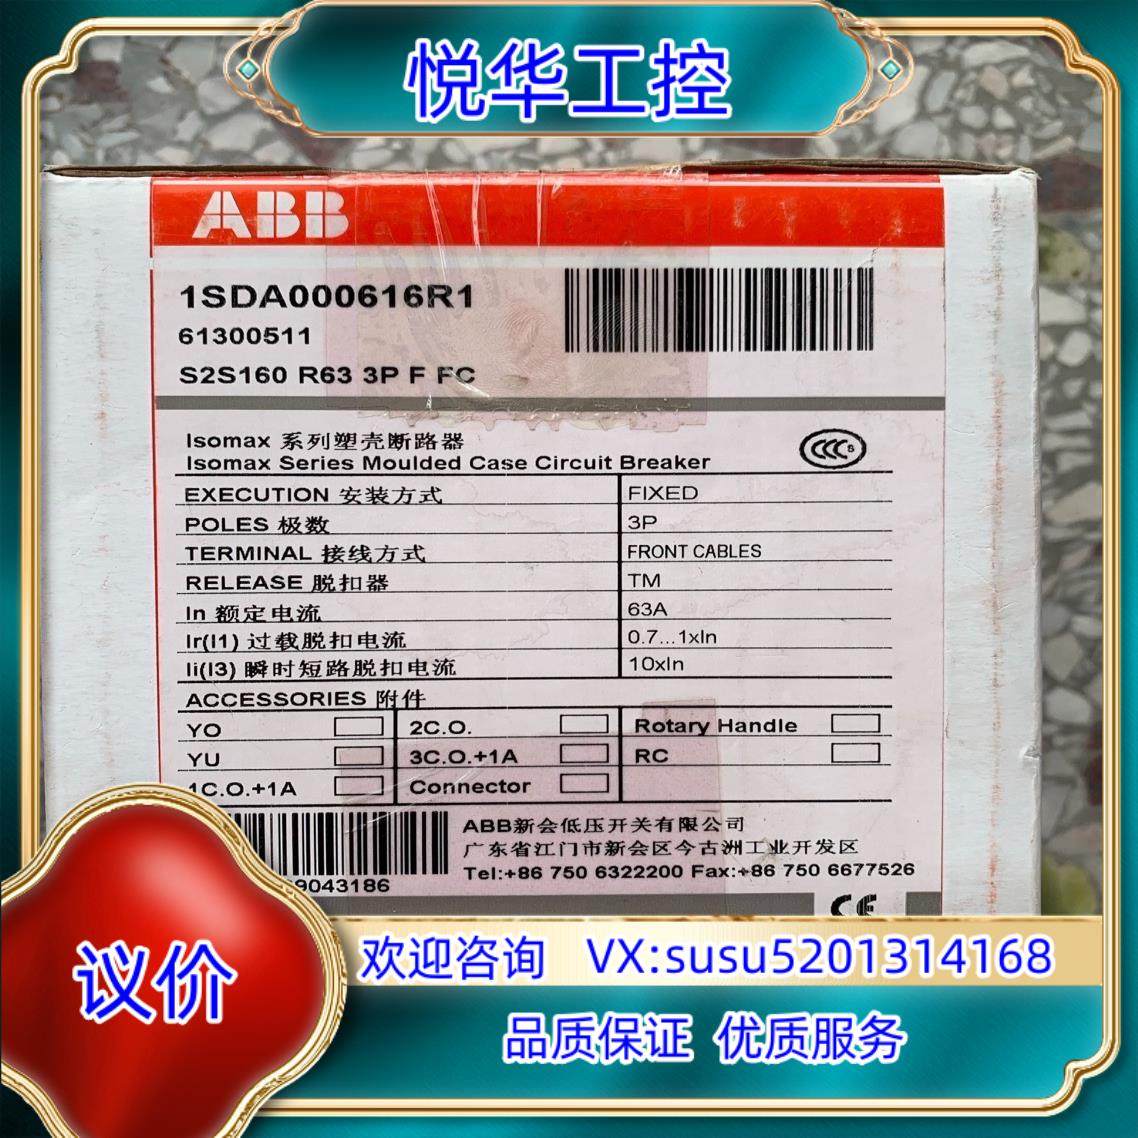 悦华工控
ABB
1SDA000616R1
61300511
S2S160 R63 3P F FC
Isomax 系列塑壳断路器
Isomax Series Moulded Case Circuit Breaker
CCC S
EXECUTION 安装方式 FIXED
POLES 极数 3P
TERMINAL 接线方式 FRONT CABLES
RELEASE 脱扣器 TM
In 额定电流 63A
Ir(I1) 过载脱扣电流 0.7...1xIn
Ii(I3) 瞬时短路脱扣电流 10xIn
ACCESSORIES 附件
YO 2C.O. Rotary Handle
YU 3C.O.+1A RC
1C.O.+1A Connector
ABB新会低压开关有限公司
广东省江门市新会区今古洲工业开发区
Tel:+86 750 6322200 Fax:+86 750 6677526
9043186
CE
议价
欢迎咨询 VX:susu5201314168
品质保证 优质服务